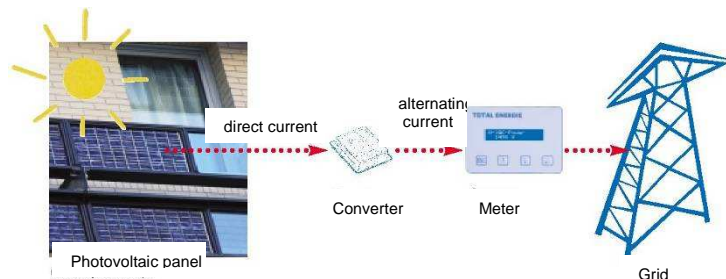 direct current
alternating
current
TOTAL ENERGIE
Converter
Meter
Photovoltaic panel
Grid